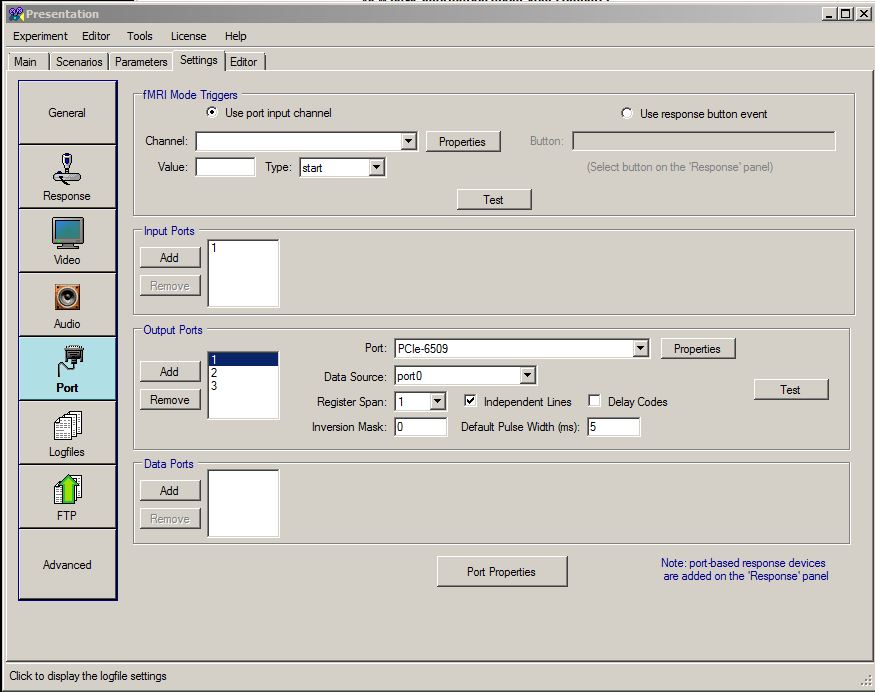 Presentation
Experiment Editor Tools License Help
Main Scenarios Parameters Settings Editor
General
Response
Video
Audio
Port
Logfiles
FTP
Advanced
fMRI Mode Triggers
Use port input channel
Use response button event
Channel:
Properties
Button:
Value:
Type: start
(Select button on the 'Response' panel)
Test
Input Ports
Add
Remove
1
Output Ports
Add
Remove
1
2
3
Port: PCIe-6509
Properties
Data Source: port0
Register Span: 1
Independent Lines
Delay Codes
Inversion Mask: 0
Default Pulse Width (ms): 5
Test
Data Ports
Add
Remove
Port Properties
Note: port-based response devices
are added on the 'Response' panel
Click to display the logfile settings